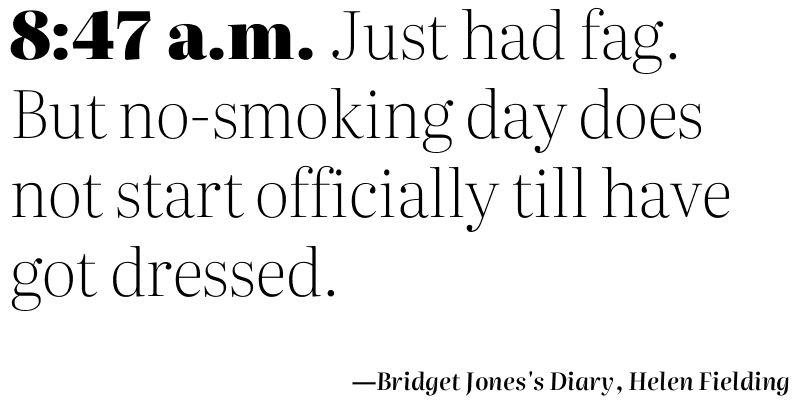 8:47 a.m. Just had fag.
But no-smoking day does
not start officially till have
got dressed.
—Bridget Jones's Diary, Helen Fielding